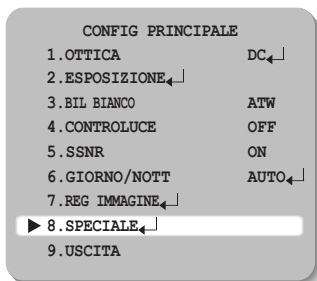 CONFIG PRINCIPALE
1.OTTICA DC↵
2.ESPOSIZIONE↵
3.BIL BIANCO ATW
4.CONTROLUCE OFF
5.SSNR ON
6.GIORNO/NOTT AUTO↵
7.REG IMMAGINE↵
▶ 8.SPECIALE↵
9.USCITA